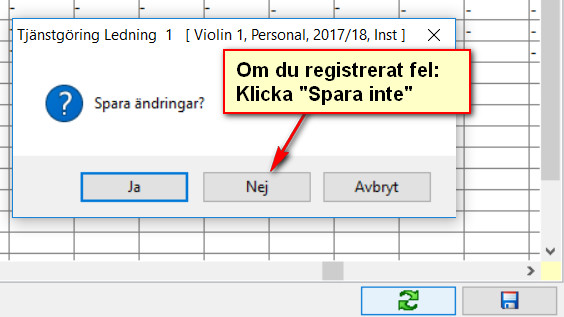 Tjänstgöring Ledning 1 [ Violin 1, Personal, 2017/18, Inst ]
Om du registrerat fel:
Klicka "Spara inte"
Spara ändringar?
Ja Nej Avbryt